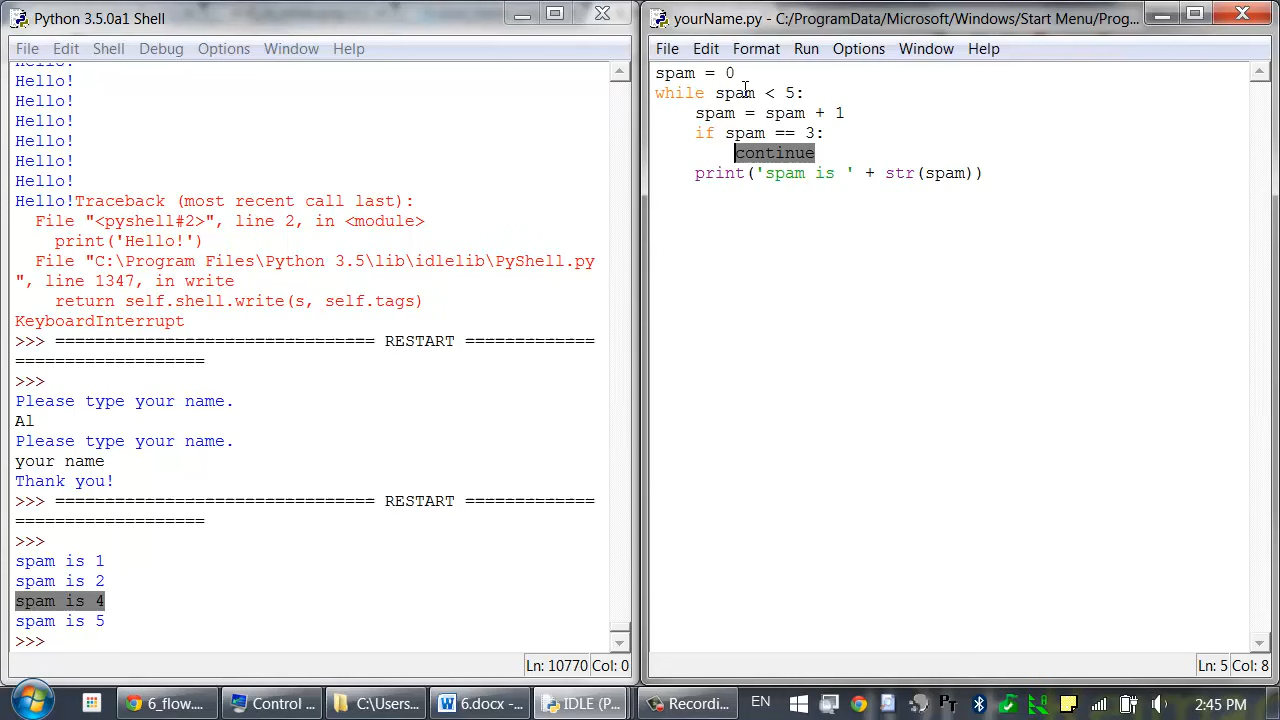 Python 3.5.0a1 Shell
File Edit Shell Debug Options Window Help
Hello!
Hello!
Hello!
Hello!
Hello!
Hello!
Hello!
Hello!Traceback (most recent call last):
  File "<pyshell#2>", line 2, in <module>
    print('Hello!')
  File "C:\Program Files\Python 3.5\lib\idlelib\PyShell.py
", line 1347, in write
    return self.shell.write(s, self.tags)
KeyboardInterrupt
>>> ================================ RESTART =============
===================
>>>
Please type your name.
Al
Please type your name.
your name
Thank you!
>>> ================================ RESTART =============
===================
>>>
spam is 1
spam is 2
spam is 4
spam is 5
>>>
Ln: 10770 Col: 0
yourName.py - C:/ProgramData/Microsoft/Windows/Start Menu/Prog...
File Edit Format Run Options Window Help
spam = 0
while spam < 5:
    spam = spam + 1
    if spam == 3:
        continue
    print('spam is ' + str(spam))
Ln: 5 Col: 8
6_flow.... Control ... C:\Users... 6.docx -... IDLE (P... Recordi... EN 2:45 PM